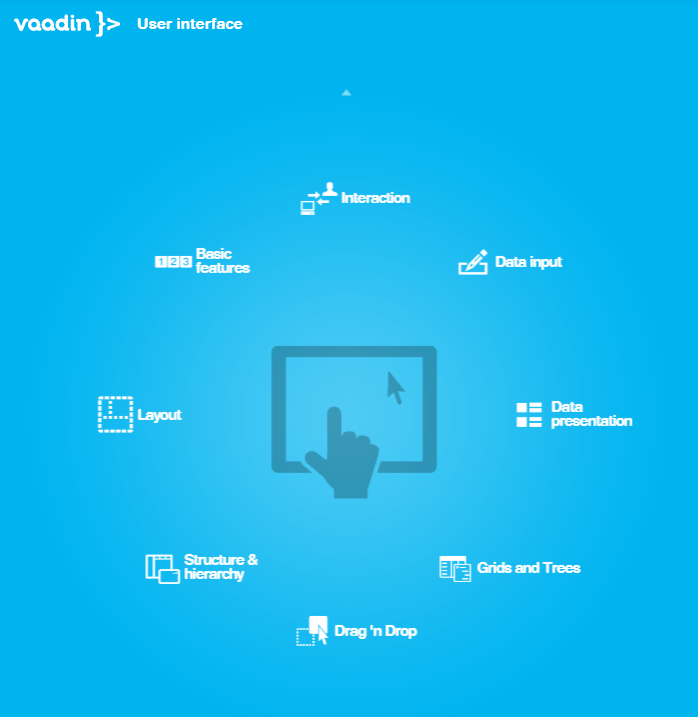 vaadin }> User interface
Interaction
1 2 3 Basic
features
Data input
Layout
Data
presentation
Structure &
hierarchy
Grids and Trees
Drag 'n Drop